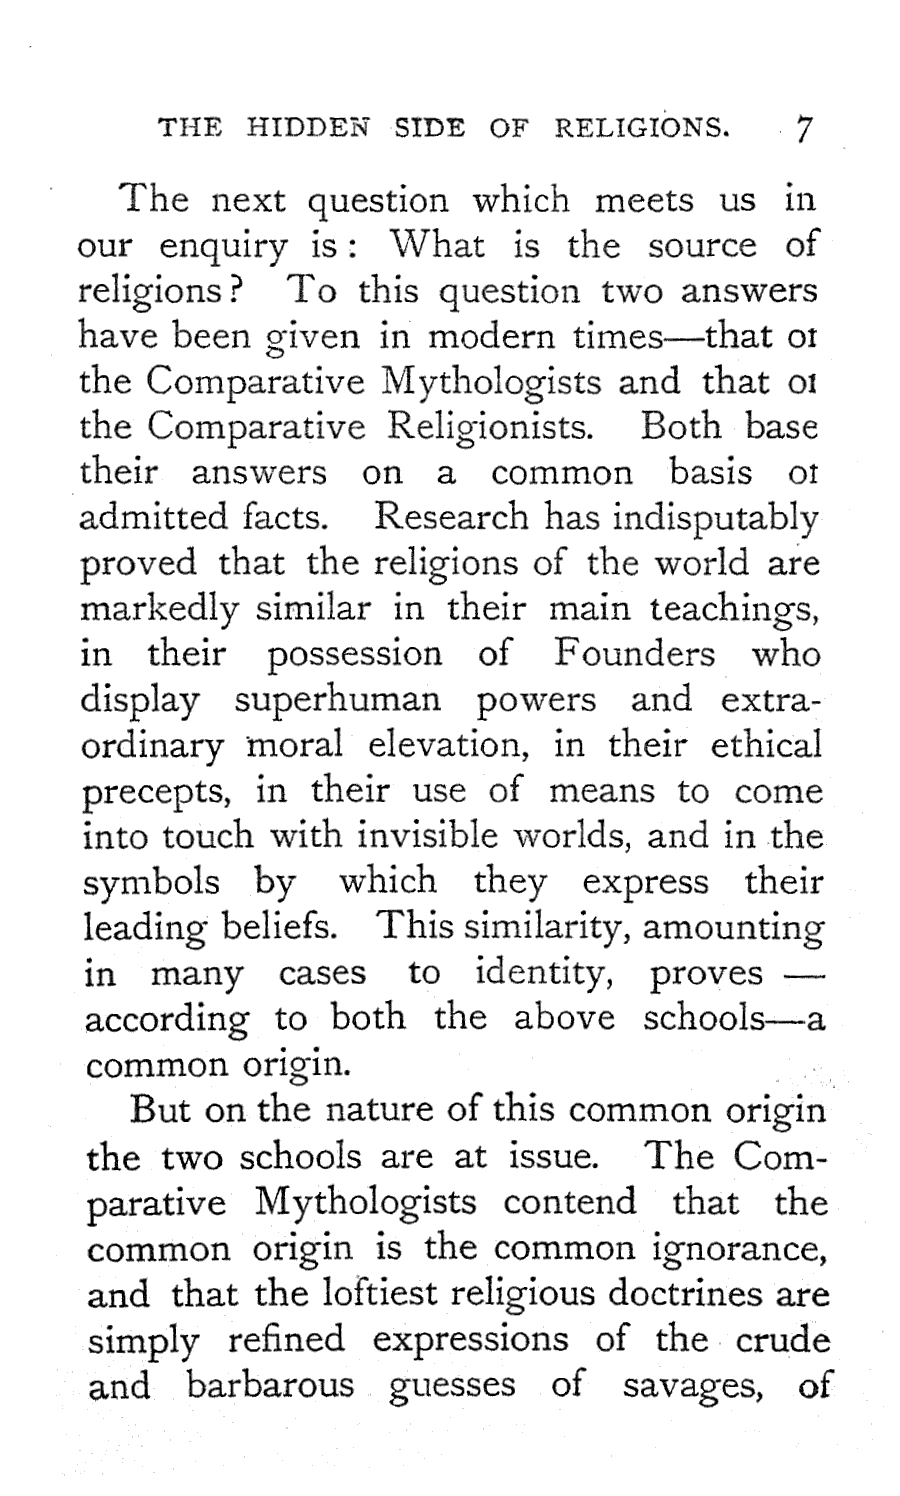 THE HIDDEN SIDE OF RELIGIONS. 7
The next question which meets us in
our enquiry is: What is the source of
religions? To this question two answers
have been given in modern times—that of
the Comparative Mythologists and that of
the Comparative Religionists. Both base
their answers on a common basis of
admitted facts. Research has indisputably
proved that the religions of the world are
markedly similar in their main teachings,
in their possession of Founders who
display superhuman powers and extra-
ordinary moral elevation, in their ethical
precepts, in their use of means to come
into touch with invisible worlds, and in the
symbols by which they express their
leading beliefs. This similarity, amounting
in many cases to identity, proves —
according to both the above schools—a
common origin.
But on the nature of this common origin
the two schools are at issue. The Com-
parative Mythologists contend that the
common origin is the common ignorance,
and that the loftiest religious doctrines are
simply refined expressions of the crude
and barbarous guesses of savages, of